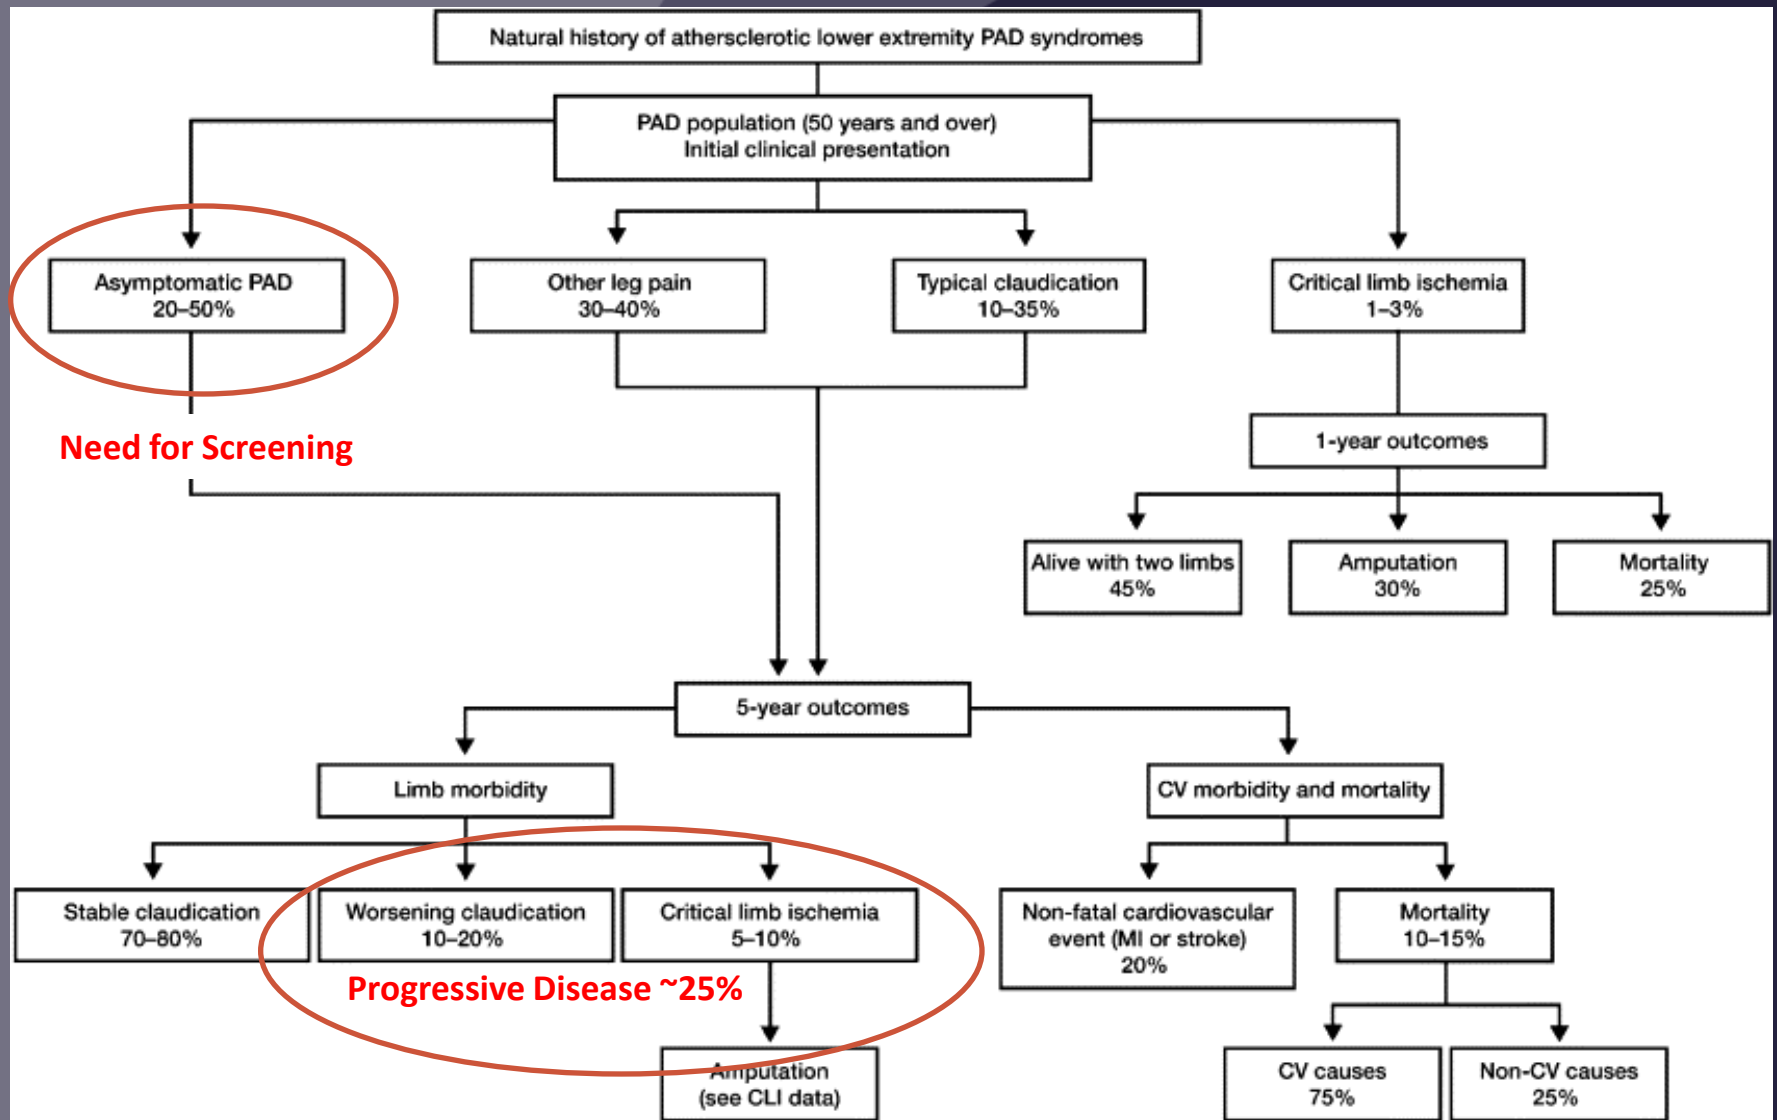 Natural history of athersclerotic lower extremity PAD syndromes
PAD population (50 years and over)
Initial clinical presentation
Asymptomatic PAD
20–50%
Other leg pain
30–40%
Typical claudication
10–35%
Critical limb ischemia
1–3%
Need for Screening
1-year outcomes
Alive with two limbs
45%
Amputation
30%
Mortality
25%
5-year outcomes
Limb morbidity
CV morbidity and mortality
Stable claudication
70–80%
Worsening claudication
10–20%
Critical limb ischemia
5–10%
Progressive Disease ~25%
Non-fatal cardiovascular
event (MI or stroke)
20%
Mortality
10–15%
Amputation
(see CLI data)
CV causes
75%
Non-CV causes
25%